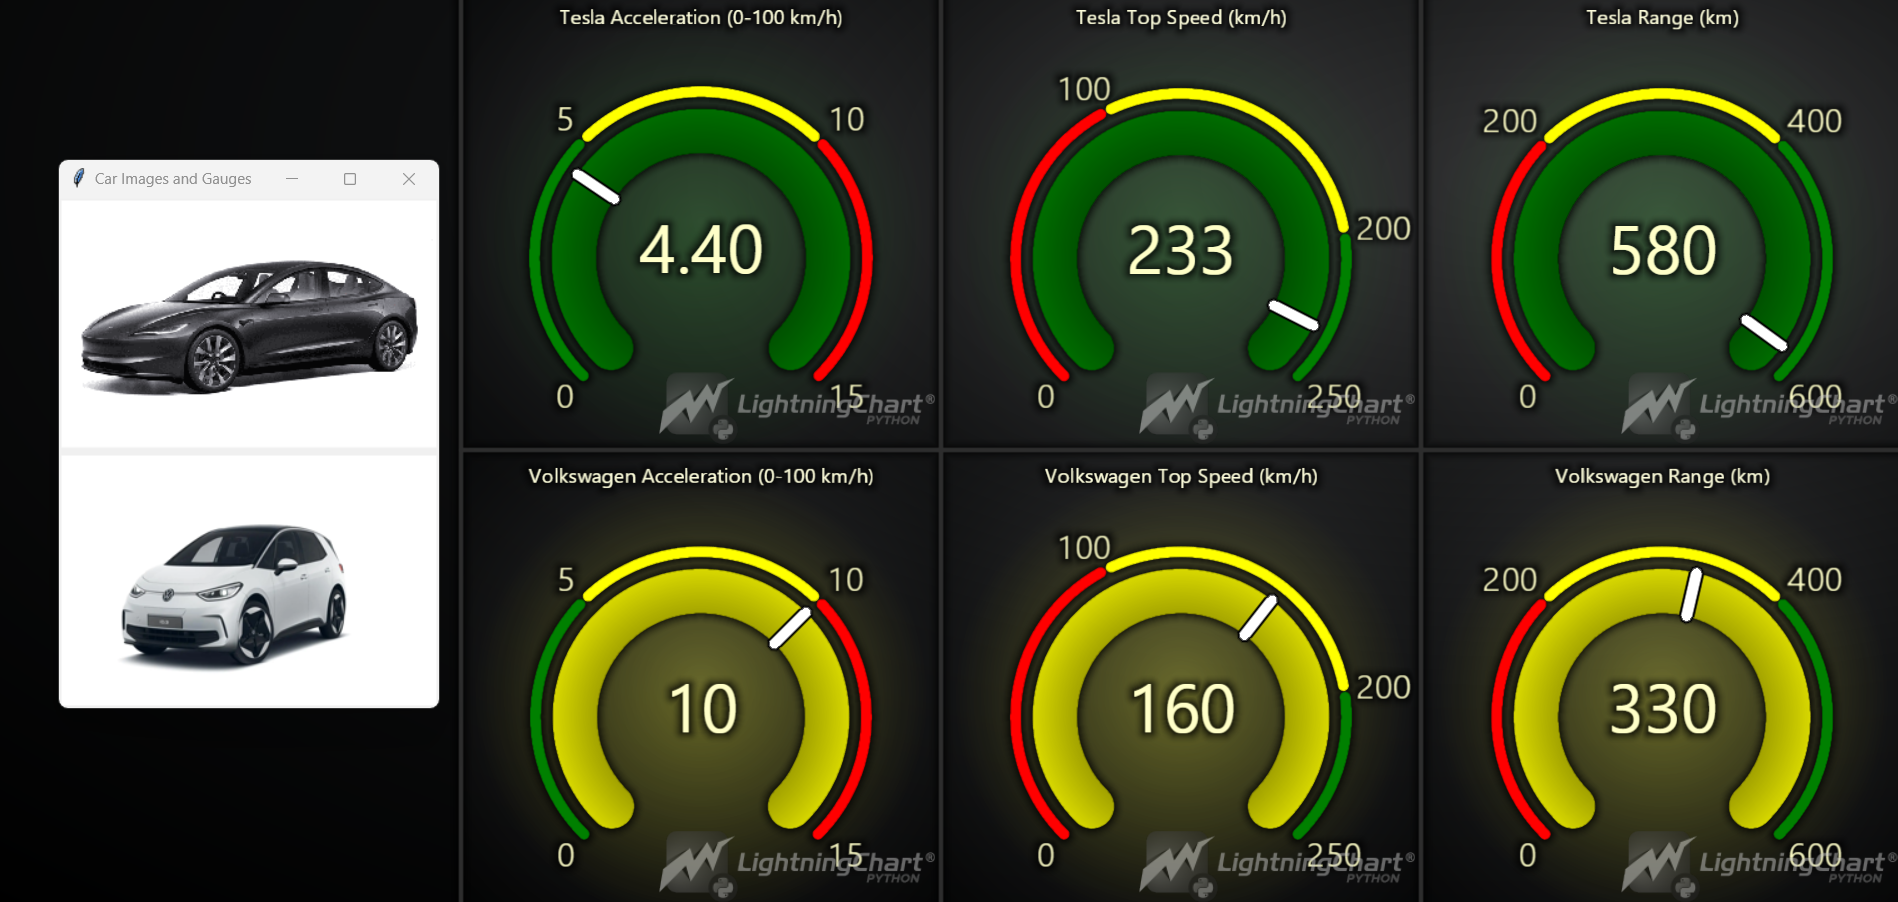 Car Images and Gauges
Tesla Acceleration (0-100 km/h)
5
10
4.40
0
15
LightningChart®
PYTHON
Tesla Top Speed (km/h)
100
200
233
0
250
LightningChart®
PYTHON
Tesla Range (km)
200
400
580
0
600
LightningChart®
PYTHON
Volkswagen Acceleration (0-100 km/h)
5
10
10
0
15
LightningChart®
PYTHON
Volkswagen Top Speed (km/h)
100
200
160
0
250
LightningChart®
PYTHON
Volkswagen Range (km)
200
400
330
0
600
LightningChart®
PYTHON